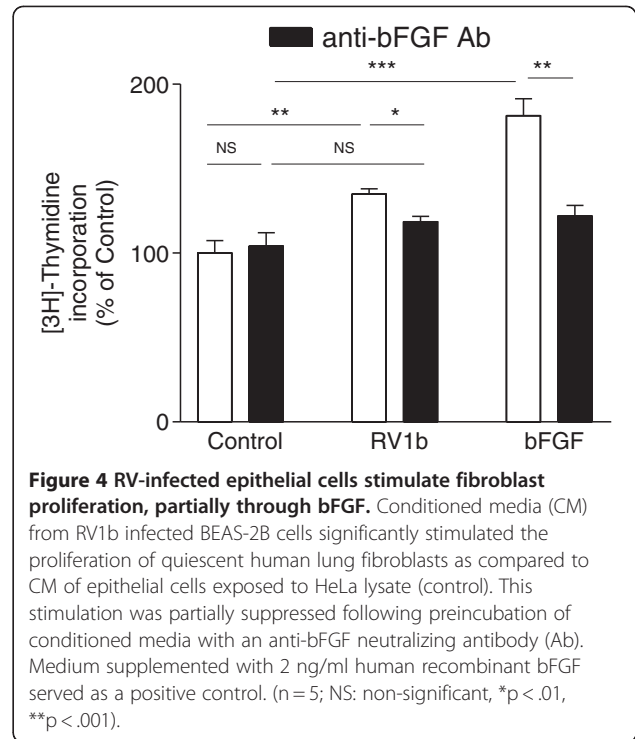 anti-bFGF Ab
***
**
200
**
*
NS
NS
[3H]-Thymidine
incorporation
(% of Control)
100
0
Control
RV1b
bFGF
Figure 4 RV-infected epithelial cells stimulate fibroblast
proliferation, partially through bFGF. Conditioned media (CM)
from RV1b infected BEAS-2B cells significantly stimulated the
proliferation of quiescent human lung fibroblasts as compared to
CM of epithelial cells exposed to HeLa lysate (control). This
stimulation was partially suppressed following preincubation of
conditioned media with an anti-bFGF neutralizing antibody (Ab).
Medium supplemented with 2 ng/ml human recombinant bFGF
served as a positive control. (n = 5; NS: non-significant, *p < .01,
**p < .001).